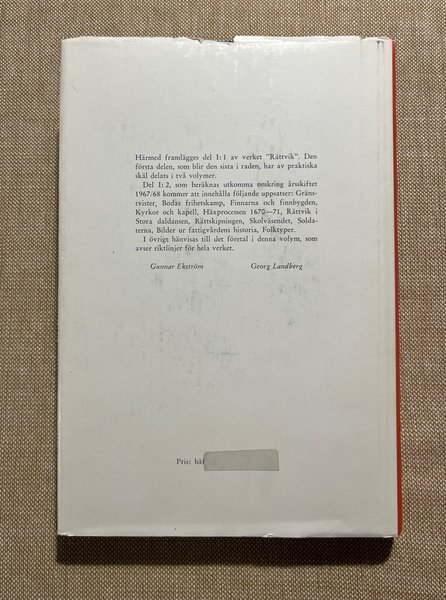 Härmed framlägges del I: 1 av verket "Rättvik". Den
första delen, som blir den sista i raden, har av praktiska
skäl delats i två volymer.
Del I: 2, som beräknas utkomma omkring årsskiftet
1967/68 kommer att innehålla följande uppsatser: Gräns-
tvister, Bodas frihetskamp, Finnarna och finnbygden,
Kyrkor och kapell, Häxprocessen 1670—71, Rättvik i
Stora daldansen, Rättskipningen, Skolväsendet, Solda-
terna, Bilder ur fattigvårdens historia, Folktyper.
I övrigt hänvisas till det företal i denna volym, som
avser riktlinjer för hela verket.
Gunnar Ekström Georg Landberg
Pris: häf